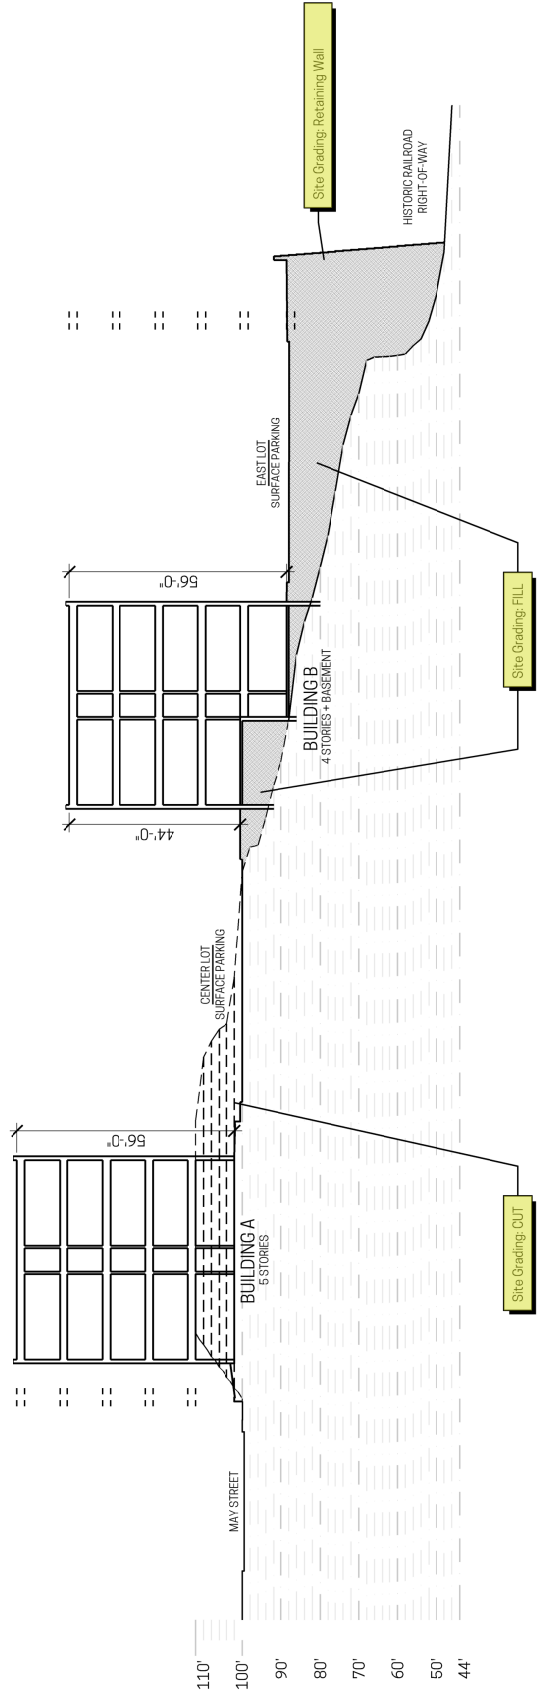 110'
100'
90'
80'
70'
60'
50'
44'
MAY STREET
BUILDING A
5 STORIES
56'-0"
CENTER LOT
SURFACE PARKING
44'-0"
BUILDING B
4 STORIES + BASEMENT
56'-0"
EAST LOT
SURFACE PARKING
HISTORIC RAILROAD
RIGHT-OF-WAY
Site Grading: CUT
Site Grading: FILL
Site Grading: Retaining Wall